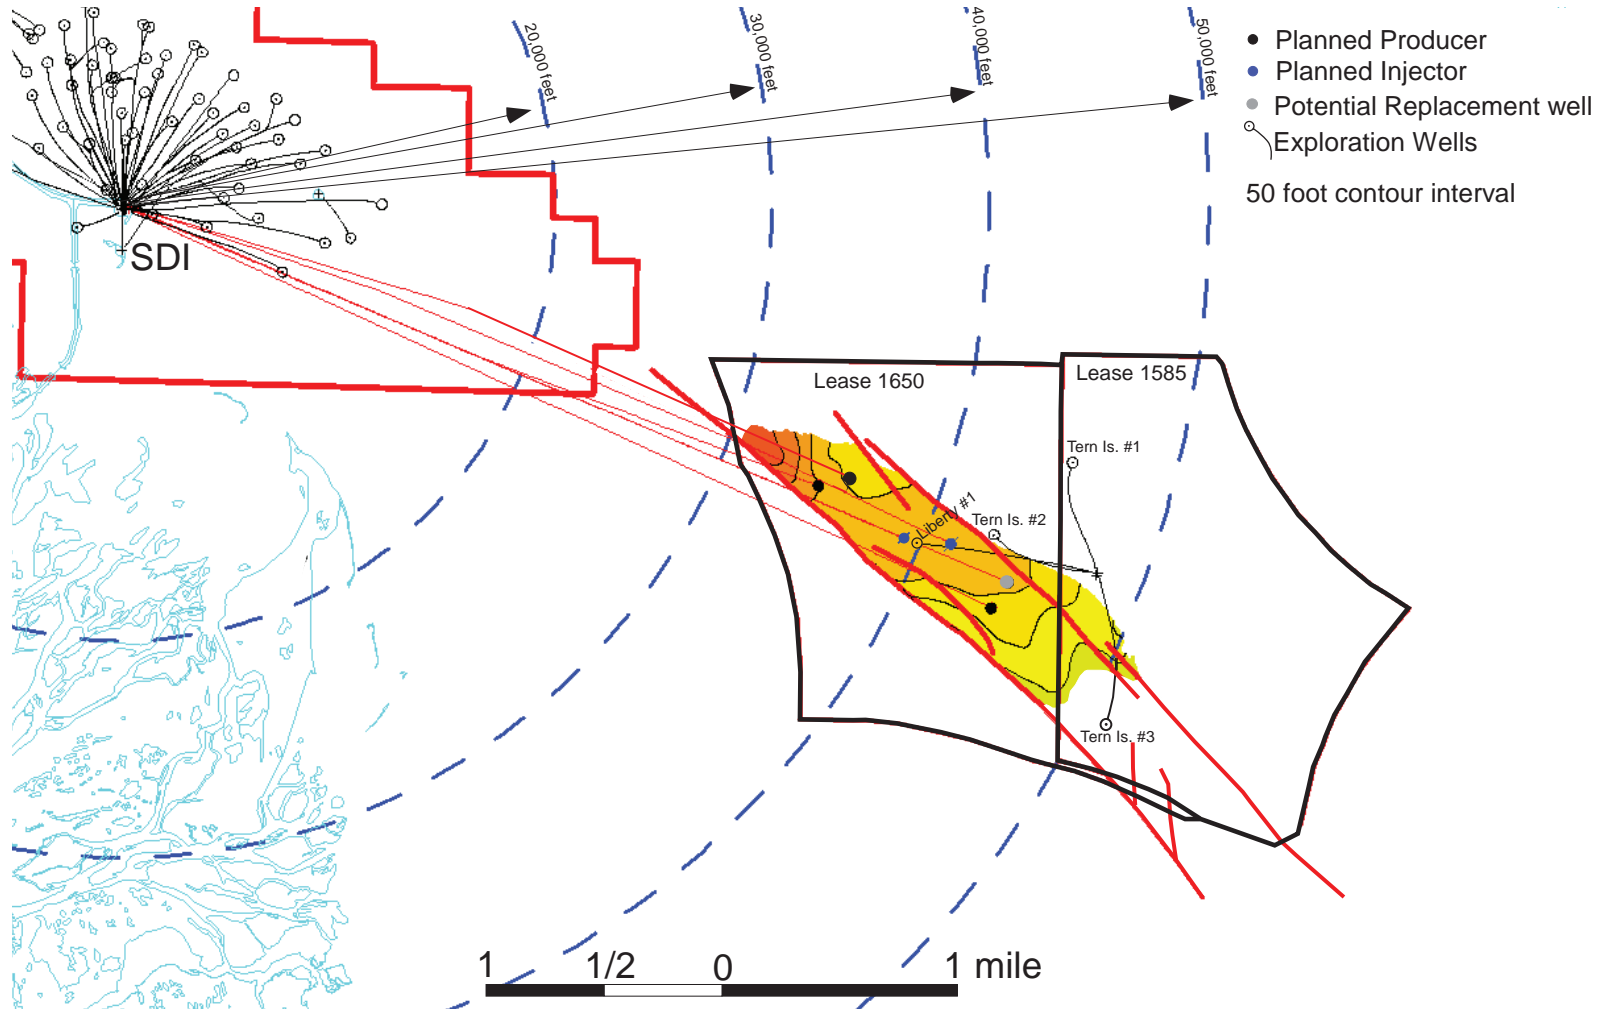 20,000 feet
30,000 feet
40,000 feet
50,000 feet
Planned Producer
Planned Injector
Potential Replacement well
Exploration Wells
50 foot contour interval
SDI
Lease 1650
Lease 1585
Tern Is. #1
Liberty #1
Tern Is. #2
Tern Is. #3
1 1/2 0 1 mile